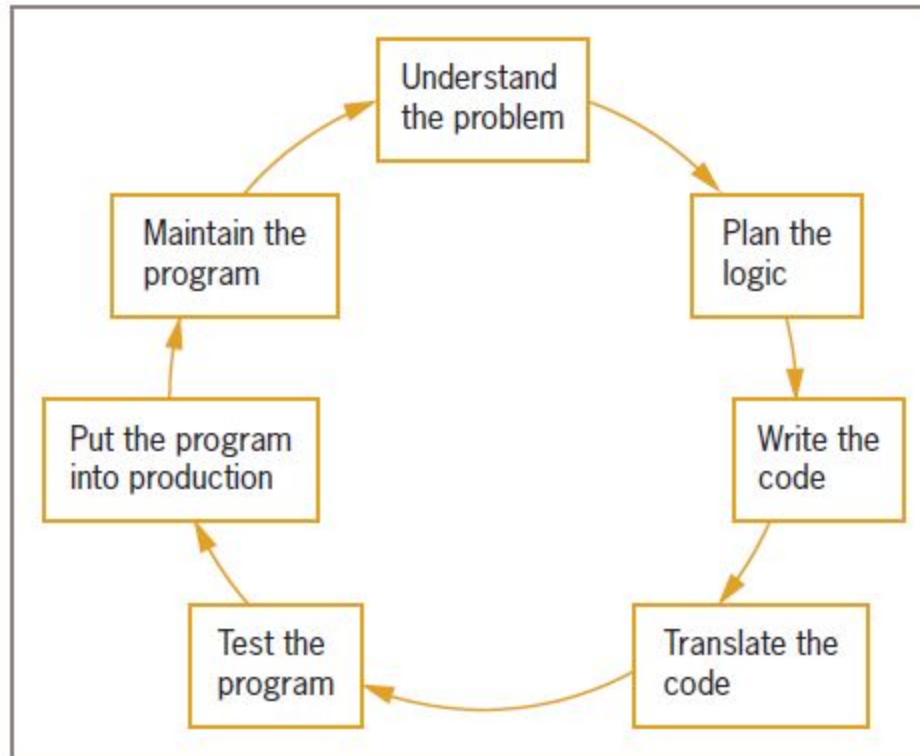 Understand
the problem
Plan the
logic
Write the
code
Translate the
code
Test the
program
Put the program
into production
Maintain the
program